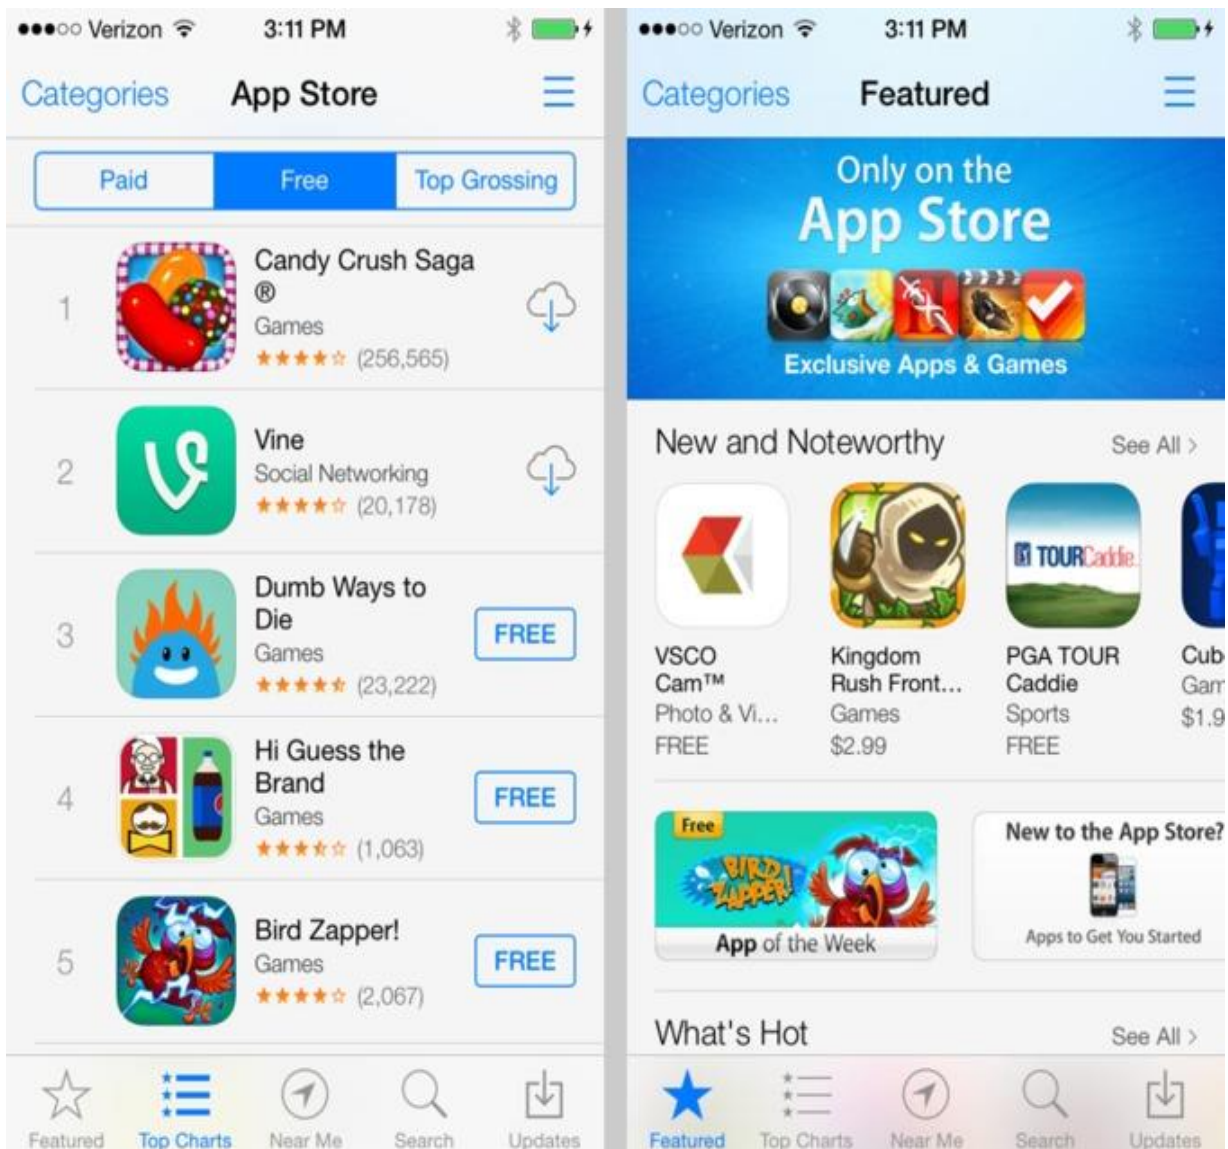 Verizon 3:11 PM
Categories App Store
Paid Free Top Grossing
1
Candy Crush Saga
®
Games
(256,565)
2
Vine
Social Networking
(20,178)
3
Dumb Ways to
Die
Games
(23,222)
FREE
4
Hi Guess the
Brand
Games
(1,063)
FREE
5
Bird Zapper!
Games
(2,067)
FREE
Featured Top Charts Near Me Search Updates
Verizon 3:11 PM
Categories Featured
Only on the
App Store
Exclusive Apps & Games
New and Noteworthy See All >
TOURCaddie
VSCO
Cam™
Photo & Vi...
FREE
Kingdom
Rush Front...
Games
$2.99
PGA TOUR
Caddie
Sports
FREE
Cub
Gam
$1.9
Free
BIRD
ZAPPER!
App of the Week
New to the App Store?
Apps to Get You Started
What's Hot See All >
Featured Top Charts Near Me Search Updates